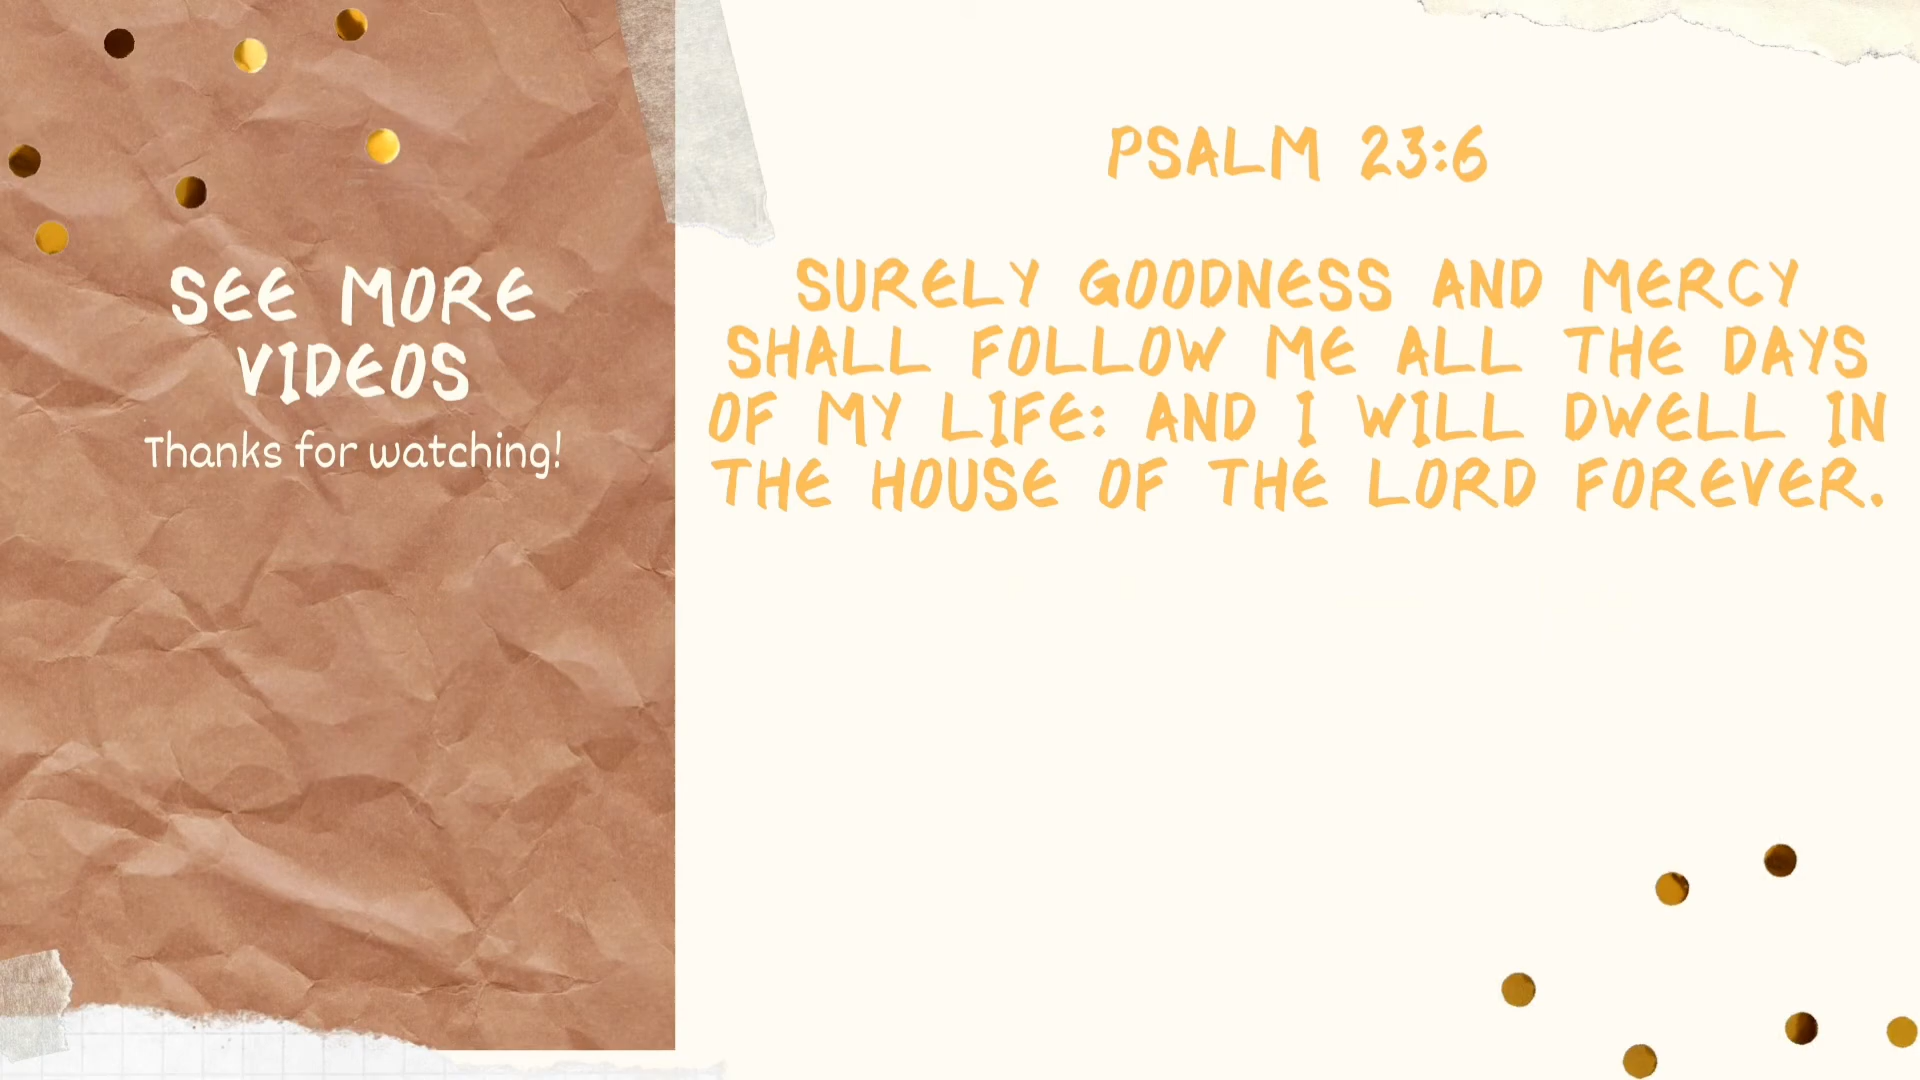 SEE MORE
VIDEOS
Thanks for watching!
PSALM 23:6
SURELY GOODNESS AND MERCY
SHALL FOLLOW ME ALL THE DAYS
OF MY LIFE: AND I WILL DWELL IN
THE HOUSE OF THE LORD FOREVER.